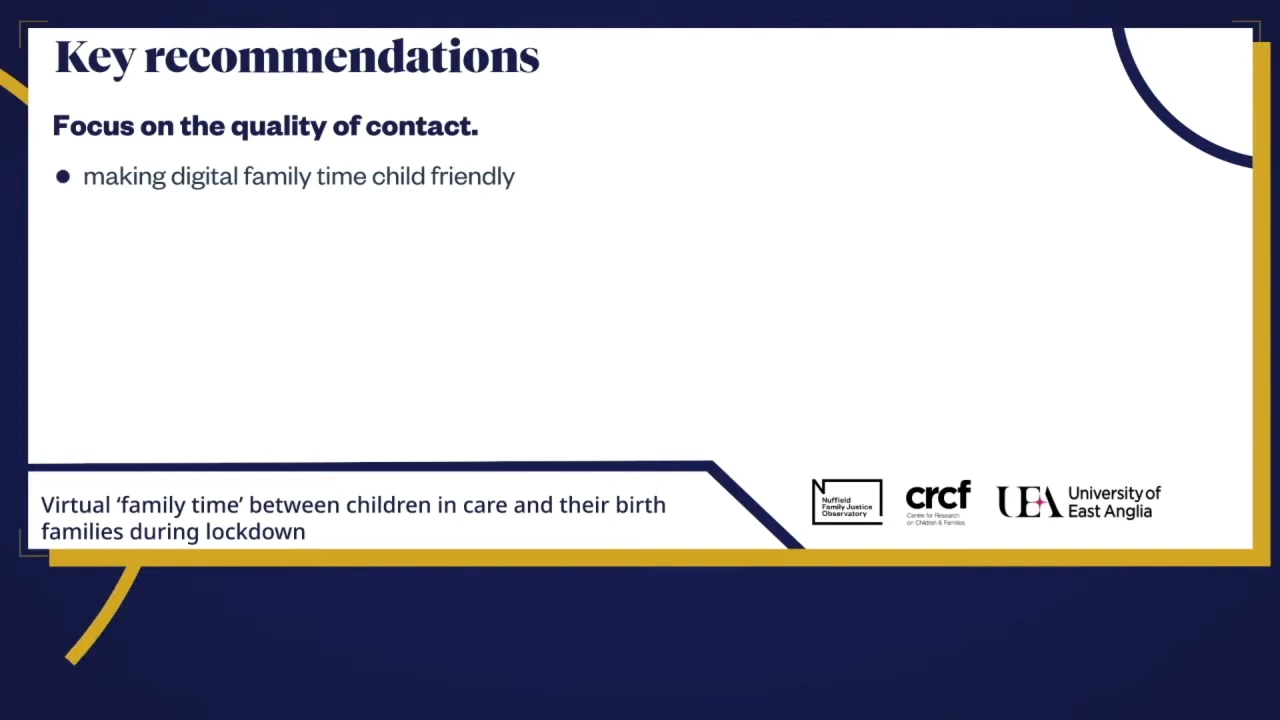 Key recommendations
Focus on the quality of contact.
● making digital family time child friendly
Virtual ‘family time’ between children in care and their birth
families during lockdown
Nuffield
Family Justice
Observatory
crcf
Centre for Research
on Children & Families
UEA
University of
East Anglia